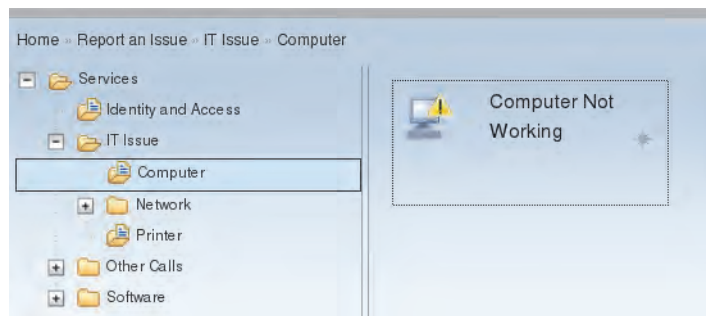 Home » Report an Issue » IT Issue » Computer
Services
Identity and Access
IT Issue
Computer
Network
Printer
Other Calls
Software
Computer Not
Working